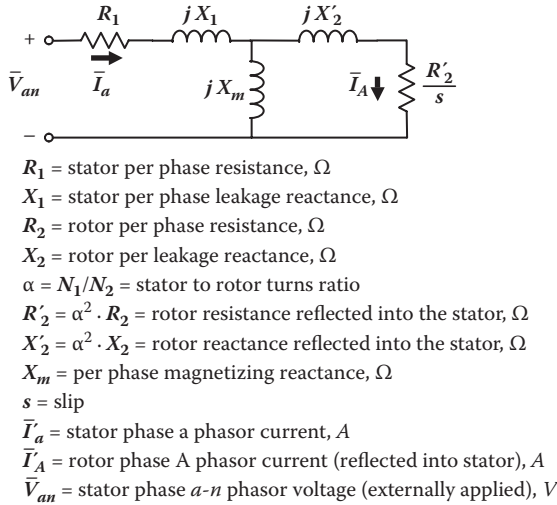 R₁
jX₁
jX′₂
+
V̄an
Īa
jXm
ĪA
R′₂/s
−
R₁ = stator per phase resistance, Ω
X₁ = stator per phase leakage reactance, Ω
R₂ = rotor per phase resistance, Ω
X₂ = rotor per leakage reactance, Ω
α = N₁/N₂ = stator to rotor turns ratio
R′₂ = α² · R₂ = rotor resistance reflected into the stator, Ω
X′₂ = α² · X₂ = rotor reactance reflected into the stator, Ω
Xm = per phase magnetizing reactance, Ω
s = slip
Ī′a = stator phase a phasor current, A
Ī′A = rotor phase A phasor current (reflected into stator), A
V̄an = stator phase a-n phasor voltage (externally applied), V